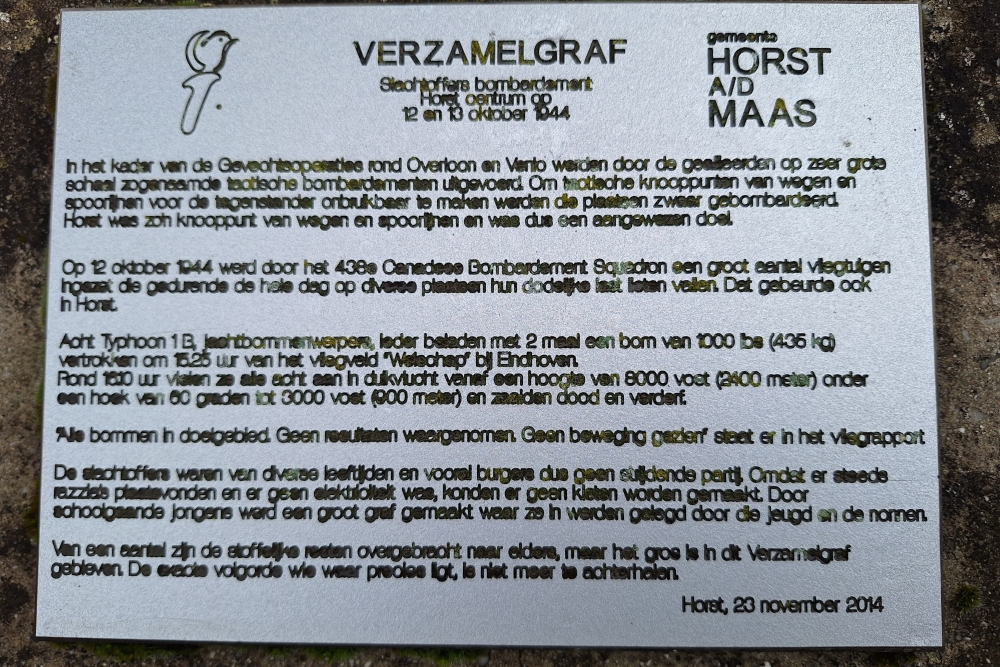 VERZAMELGRAF
Slachtoffers bombardement
Horst centrum op
12 en 13 oktober 1944
gemeente
HORST
A/D
MAAS
In het kader van de Gevechtsoperaties rond Overloon en Venlo werden door de geallieerden op zeer grote
schaal zogenaamde tactische bombardementen uitgevoerd. Om tactische knooppunten van wegen en
spoorlijnen voor de tegenstander onbruikbaar te maken werden die plaatsen zwaar gebombardeerd.
Horst was zo'n knooppunt van wegen en spoorlijnen en was dus een aangewezen doel.
Op 12 oktober 1944 werd door het 438e Canadese Bombardement Squadron een groot aantal vliegtuigen
ingezet die gedurende de hele dag op diverse plaatsen hun dodelijke last lieten vallen. Dat gebeurde ook
in Horst.
Acht Typhoon 1B, jachtbommenwerpers, ieder beladen met 2 maal een bom van 1000 lbs (435 kg)
vertrokken om 15.25 uur van het vliegveld "Welschap" bij Eindhoven.
Rond 16.10 uur vielen ze alle acht aan in duikvlucht vanaf een hoogte van 8000 voet (2400 meter) onder
een hoek van 60 graden tot 3000 voet (900 meter) en zaaiden dood en verderf.
"Alle bommen in doelgebied. Geen resultaten waargenomen. Geen beweging gezien" staat er in het vliegrapport
De slachtoffers waren van diverse leeftijden en vooral burgers dus geen strijdende partij. Omdat er steeds
razzia's plaatsvonden en er geen elektriciteit was, konden er geen kisten worden gemaakt. Door
schoolgaande jongens werd een groot graf gemaakt waar ze in werden gelegd door die jeugd en de nonnen.
Van een aantal zijn de stoffelijke resten overgebracht naar elders, maar het gros is in dit Verzamelgraf
gebleven. De exacte volgorde wie waar precies ligt, is niet meer te achterhalen.
Horst, 23 november 2014